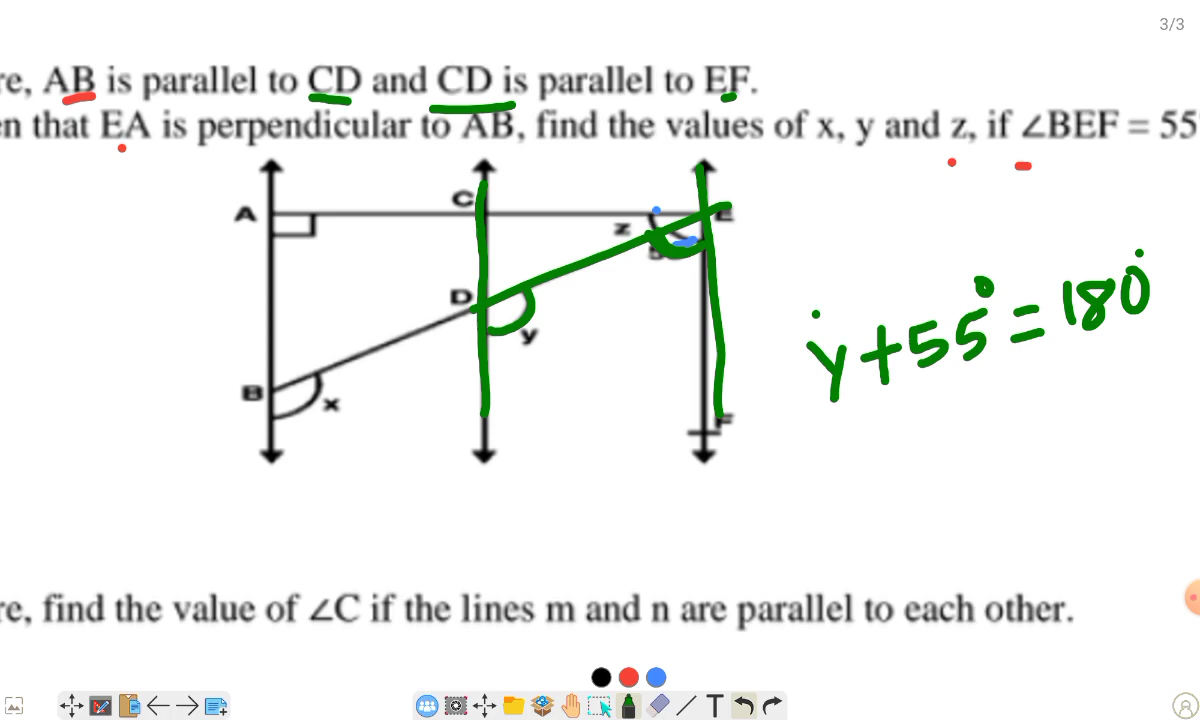 3/3
re, AB is parallel to CD and CD is parallel to EF.
en that EA is perpendicular to AB, find the values of x, y and z, if ∠BEF = 55°
A
C
E
z
D
y
B
x
F
y + 55° = 180°
re, find the value of ∠C if the lines m and n are parallel to each other.
T